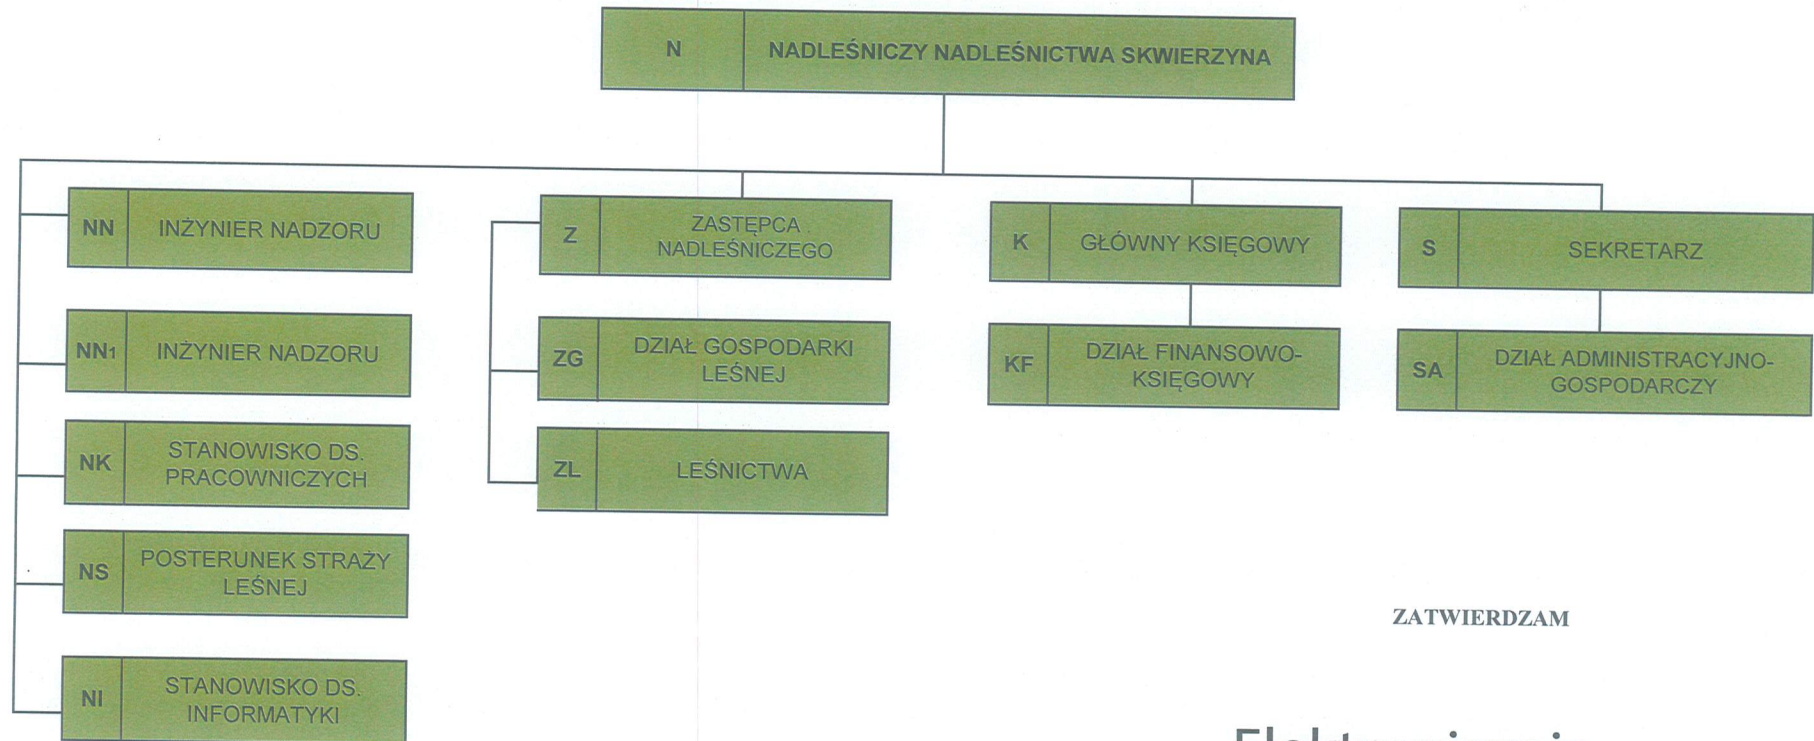 N NADLEŚNICZY NADLEŚNICTWA SKWIERZYNA
NN INŻYNIER NADZORU
NN1 INŻYNIER NADZORU
NK STANOWISKO DS.
PRACOWNICZYCH
NS POSTERUNEK STRAŻY
LEŚNEJ
NI STANOWISKO DS.
INFORMATYKI
Z ZASTĘPCA
NADLEŚNICZEGO
ZG DZIAŁ GOSPODARKI
LEŚNEJ
ZL LEŚNICTWA
K GŁÓWNY KSIĘGOWY
KF DZIAŁ FINANSOWO-
KSIĘGOWY
S SEKRETARZ
SA DZIAŁ ADMINISTRACYJNO-
GOSPODARCZY
ZATWIERDZAM